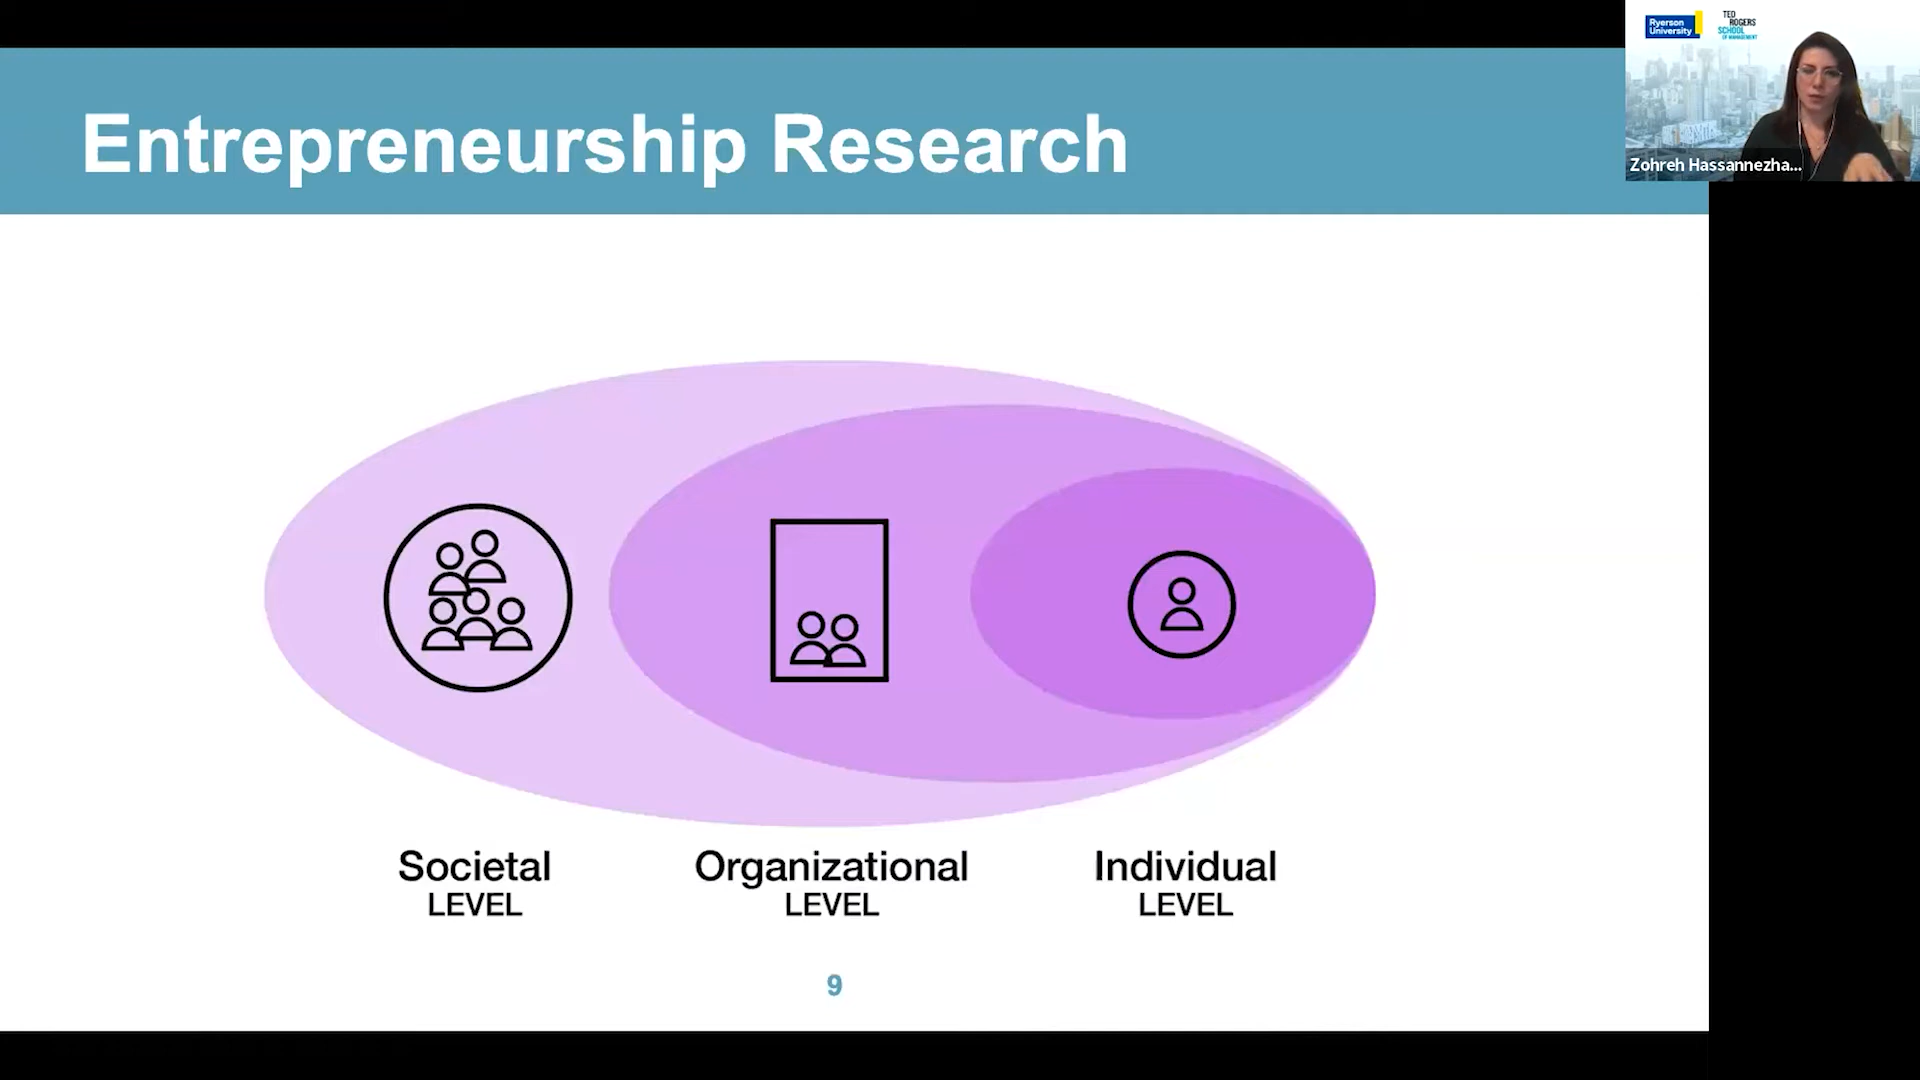 Entrepreneurship Research
Ryerson
University
TED
ROGERS
SCHOOL
OF MANAGEMENT
Zohreh Hassannezha...
Societal
LEVEL
Organizational
LEVEL
Individual
LEVEL
9